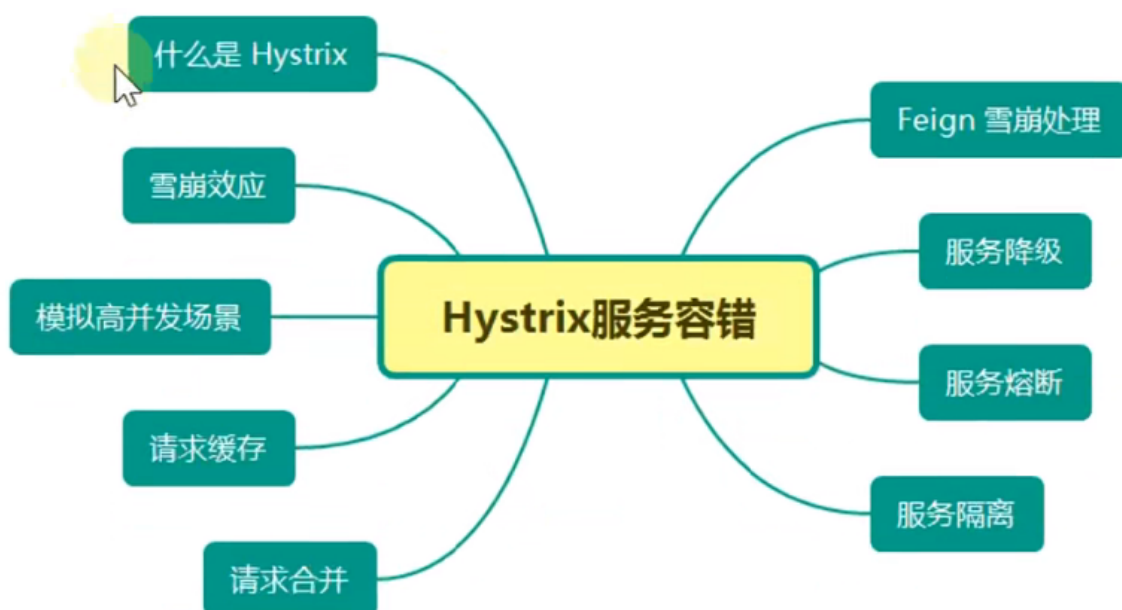 什么是 Hystrix
雪崩效应
模拟高并发场景
请求缓存
请求合并
Hystrix服务容错
Feign 雪崩处理
服务降级
服务熔断
服务隔离